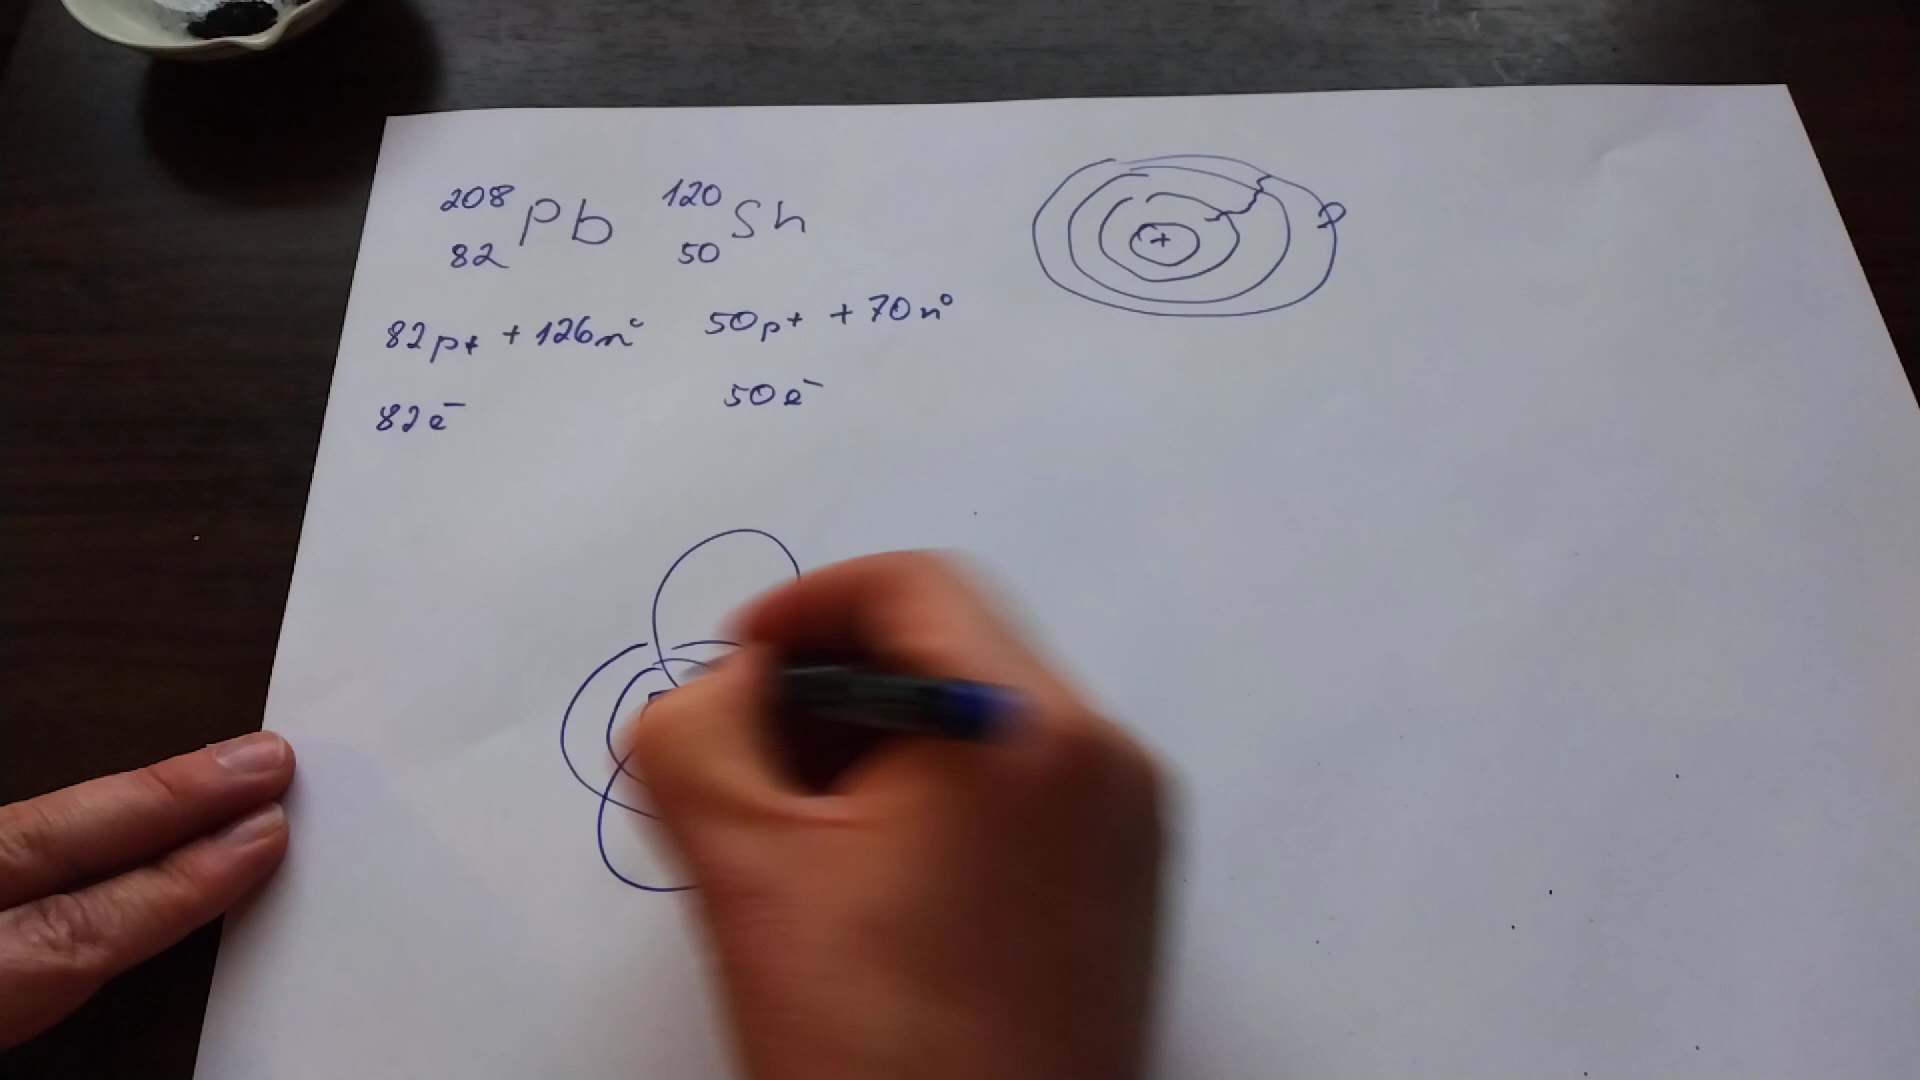 208 Pb 120 Sn
82 50
82p+ + 126n° 50p+ + 70n°
82e⁻ 50e⁻
+